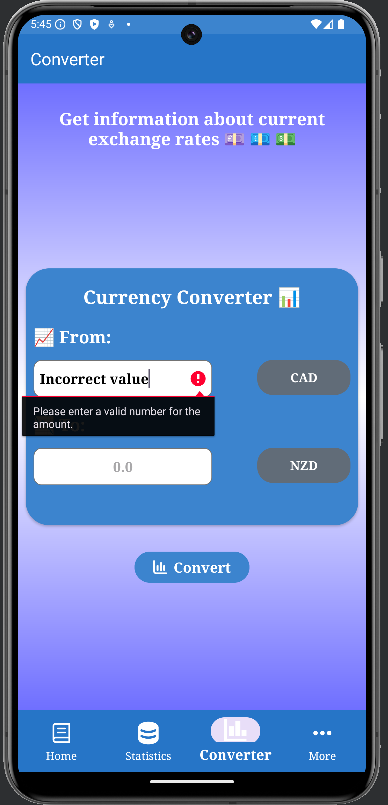 5:45
Converter
Get information about current
exchange rates 💷 💶 💵
Currency Converter 📊
📈 From:
Incorrect value
CAD
Please enter a valid number for the
amount.
0.0
NZD
Convert
Home
Statistics
Converter
More